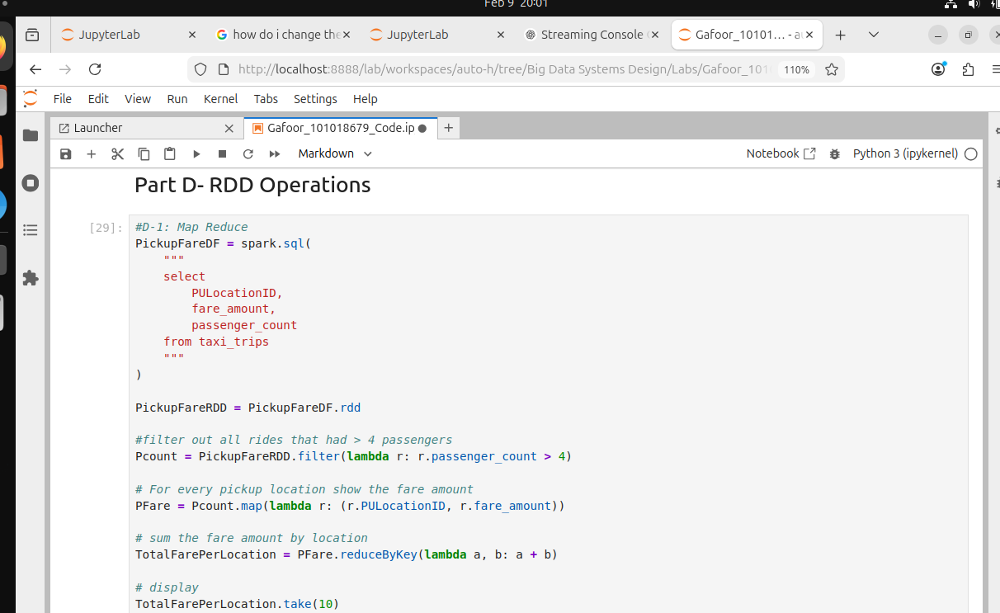 Feb 9 20:01
JupyterLab
how do i change the
JupyterLab
Streaming Console
Gafoor_10101… - au
http://localhost:8888/lab/workspaces/auto-h/tree/Big Data Systems Design/Labs/Gafoor_1010
110%
File Edit View Run Kernel Tabs Settings Help
Launcher
Gafoor_101018679_Code.ip
Markdown
Notebook
Python 3 (ipykernel)
Part D- RDD Operations
[29]:
#D-1: Map Reduce
PickupFareDF = spark.sql(
    """
    select
        PULocationID,
        fare_amount,
        passenger_count
    from taxi_trips
    """
)
PickupFareRDD = PickupFareDF.rdd
#filter out all rides that had > 4 passengers
Pcount = PickupFareRDD.filter(lambda r: r.passenger_count > 4)
# For every pickup location show the fare amount
PFare = Pcount.map(lambda r: (r.PULocationID, r.fare_amount))
# sum the fare amount by location
TotalFarePerLocation = PFare.reduceByKey(lambda a, b: a + b)
# display
TotalFarePerLocation.take(10)